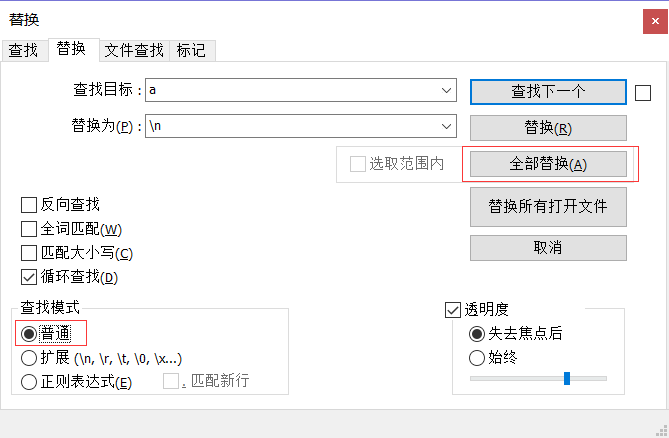 替换
查找 替换 文件查找 标记
查找目标 : a 查找下一个
替换为(P) : \n 替换(R)
选取范围内 全部替换(A)
替换所有打开文件
反向查找
全词匹配(W)
匹配大小写(C) 取消
循环查找(D)
查找模式 透明度
普通 失去焦点后
扩展 (\n, \r, \t, \0, \x...) 始终
正则表达式(E) . 匹配新行